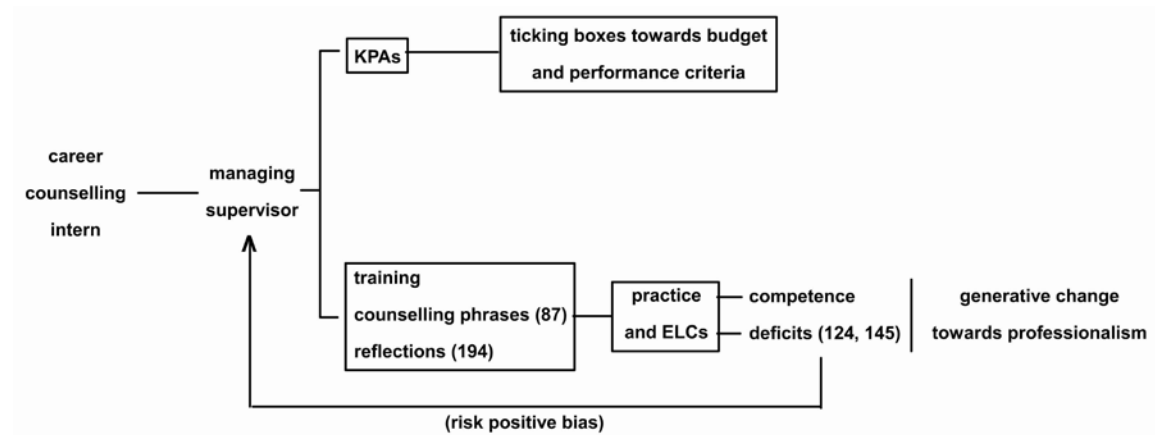 career
counselling
intern
managing
supervisor
KPAs
ticking boxes towards budget
and performance criteria
training
counselling phrases (87)
reflections (194)
practice
and ELCs
competence
deficits (124, 145)
generative change
towards professionalism
(risk positive bias)